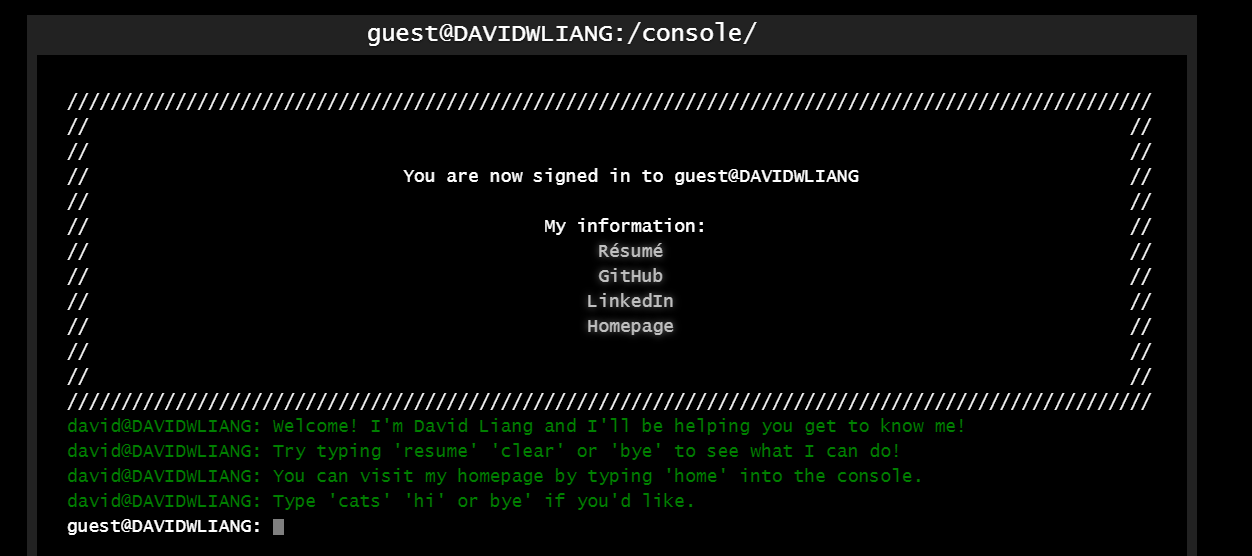 guest@DAVIDWLIANG:/console/
////////////////////////////////////////////////////////////////////////////////////////////////////
// //
// //
// You are now signed in to guest@DAVIDWLIANG //
// //
// My information: //
// Résumé //
// GitHub //
// LinkedIn //
// Homepage //
// //
// //
////////////////////////////////////////////////////////////////////////////////////////////////////
david@DAVIDWLIANG: Welcome! I'm David Liang and I'll be helping you get to know me!
david@DAVIDWLIANG: Try typing 'resume' 'clear' or 'bye' to see what I can do!
david@DAVIDWLIANG: You can visit my homepage by typing 'home' into the console.
david@DAVIDWLIANG: Type 'cats' 'hi' or bye' if you'd like.
guest@DAVIDWLIANG: